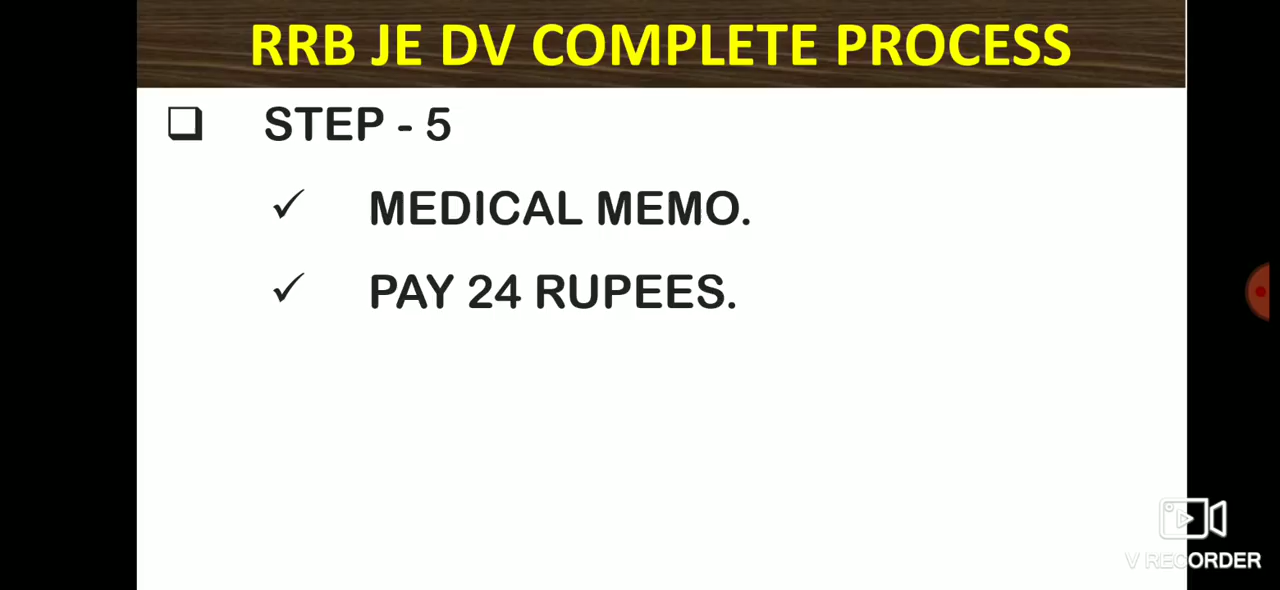 RRB JE DV COMPLETE PROCESS
STEP - 5
MEDICAL MEMO.
PAY 24 RUPEES.
V RECORDER